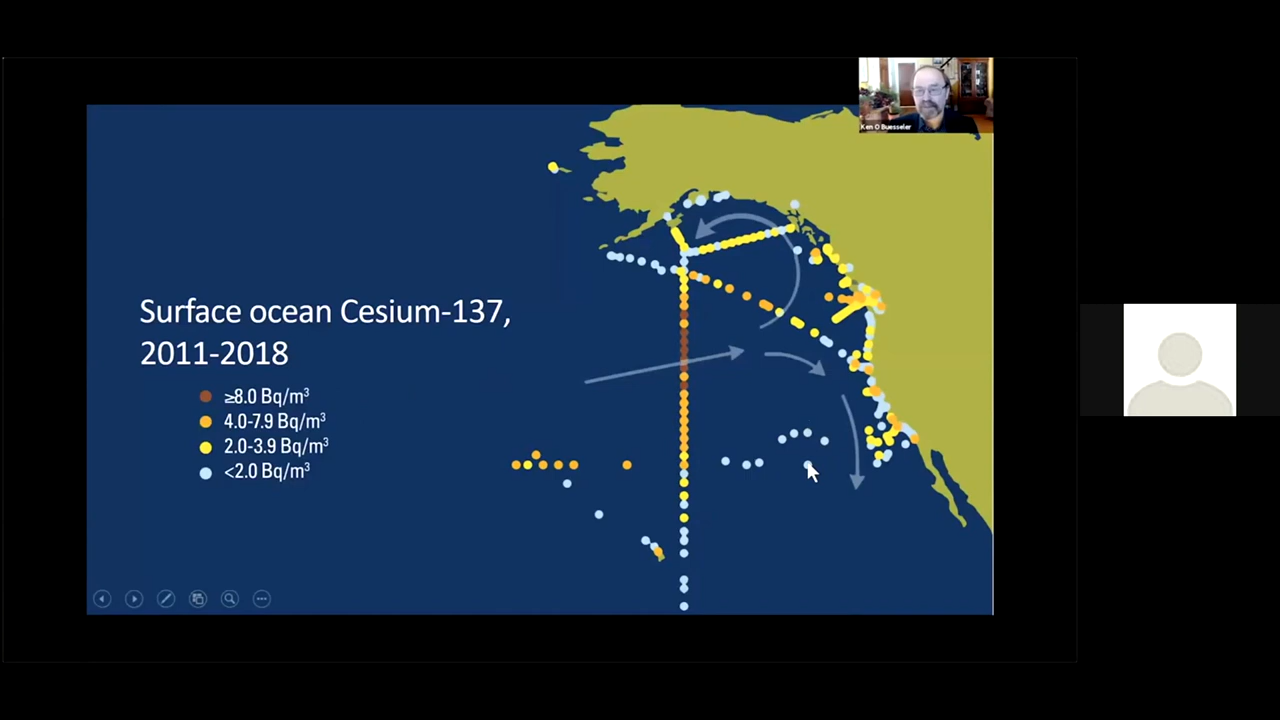 Ken O Buesseler
Surface ocean Cesium-137,
2011-2018
≥8.0 Bq/m³
4.0-7.9 Bq/m³
2.0-3.9 Bq/m³
<2.0 Bq/m³